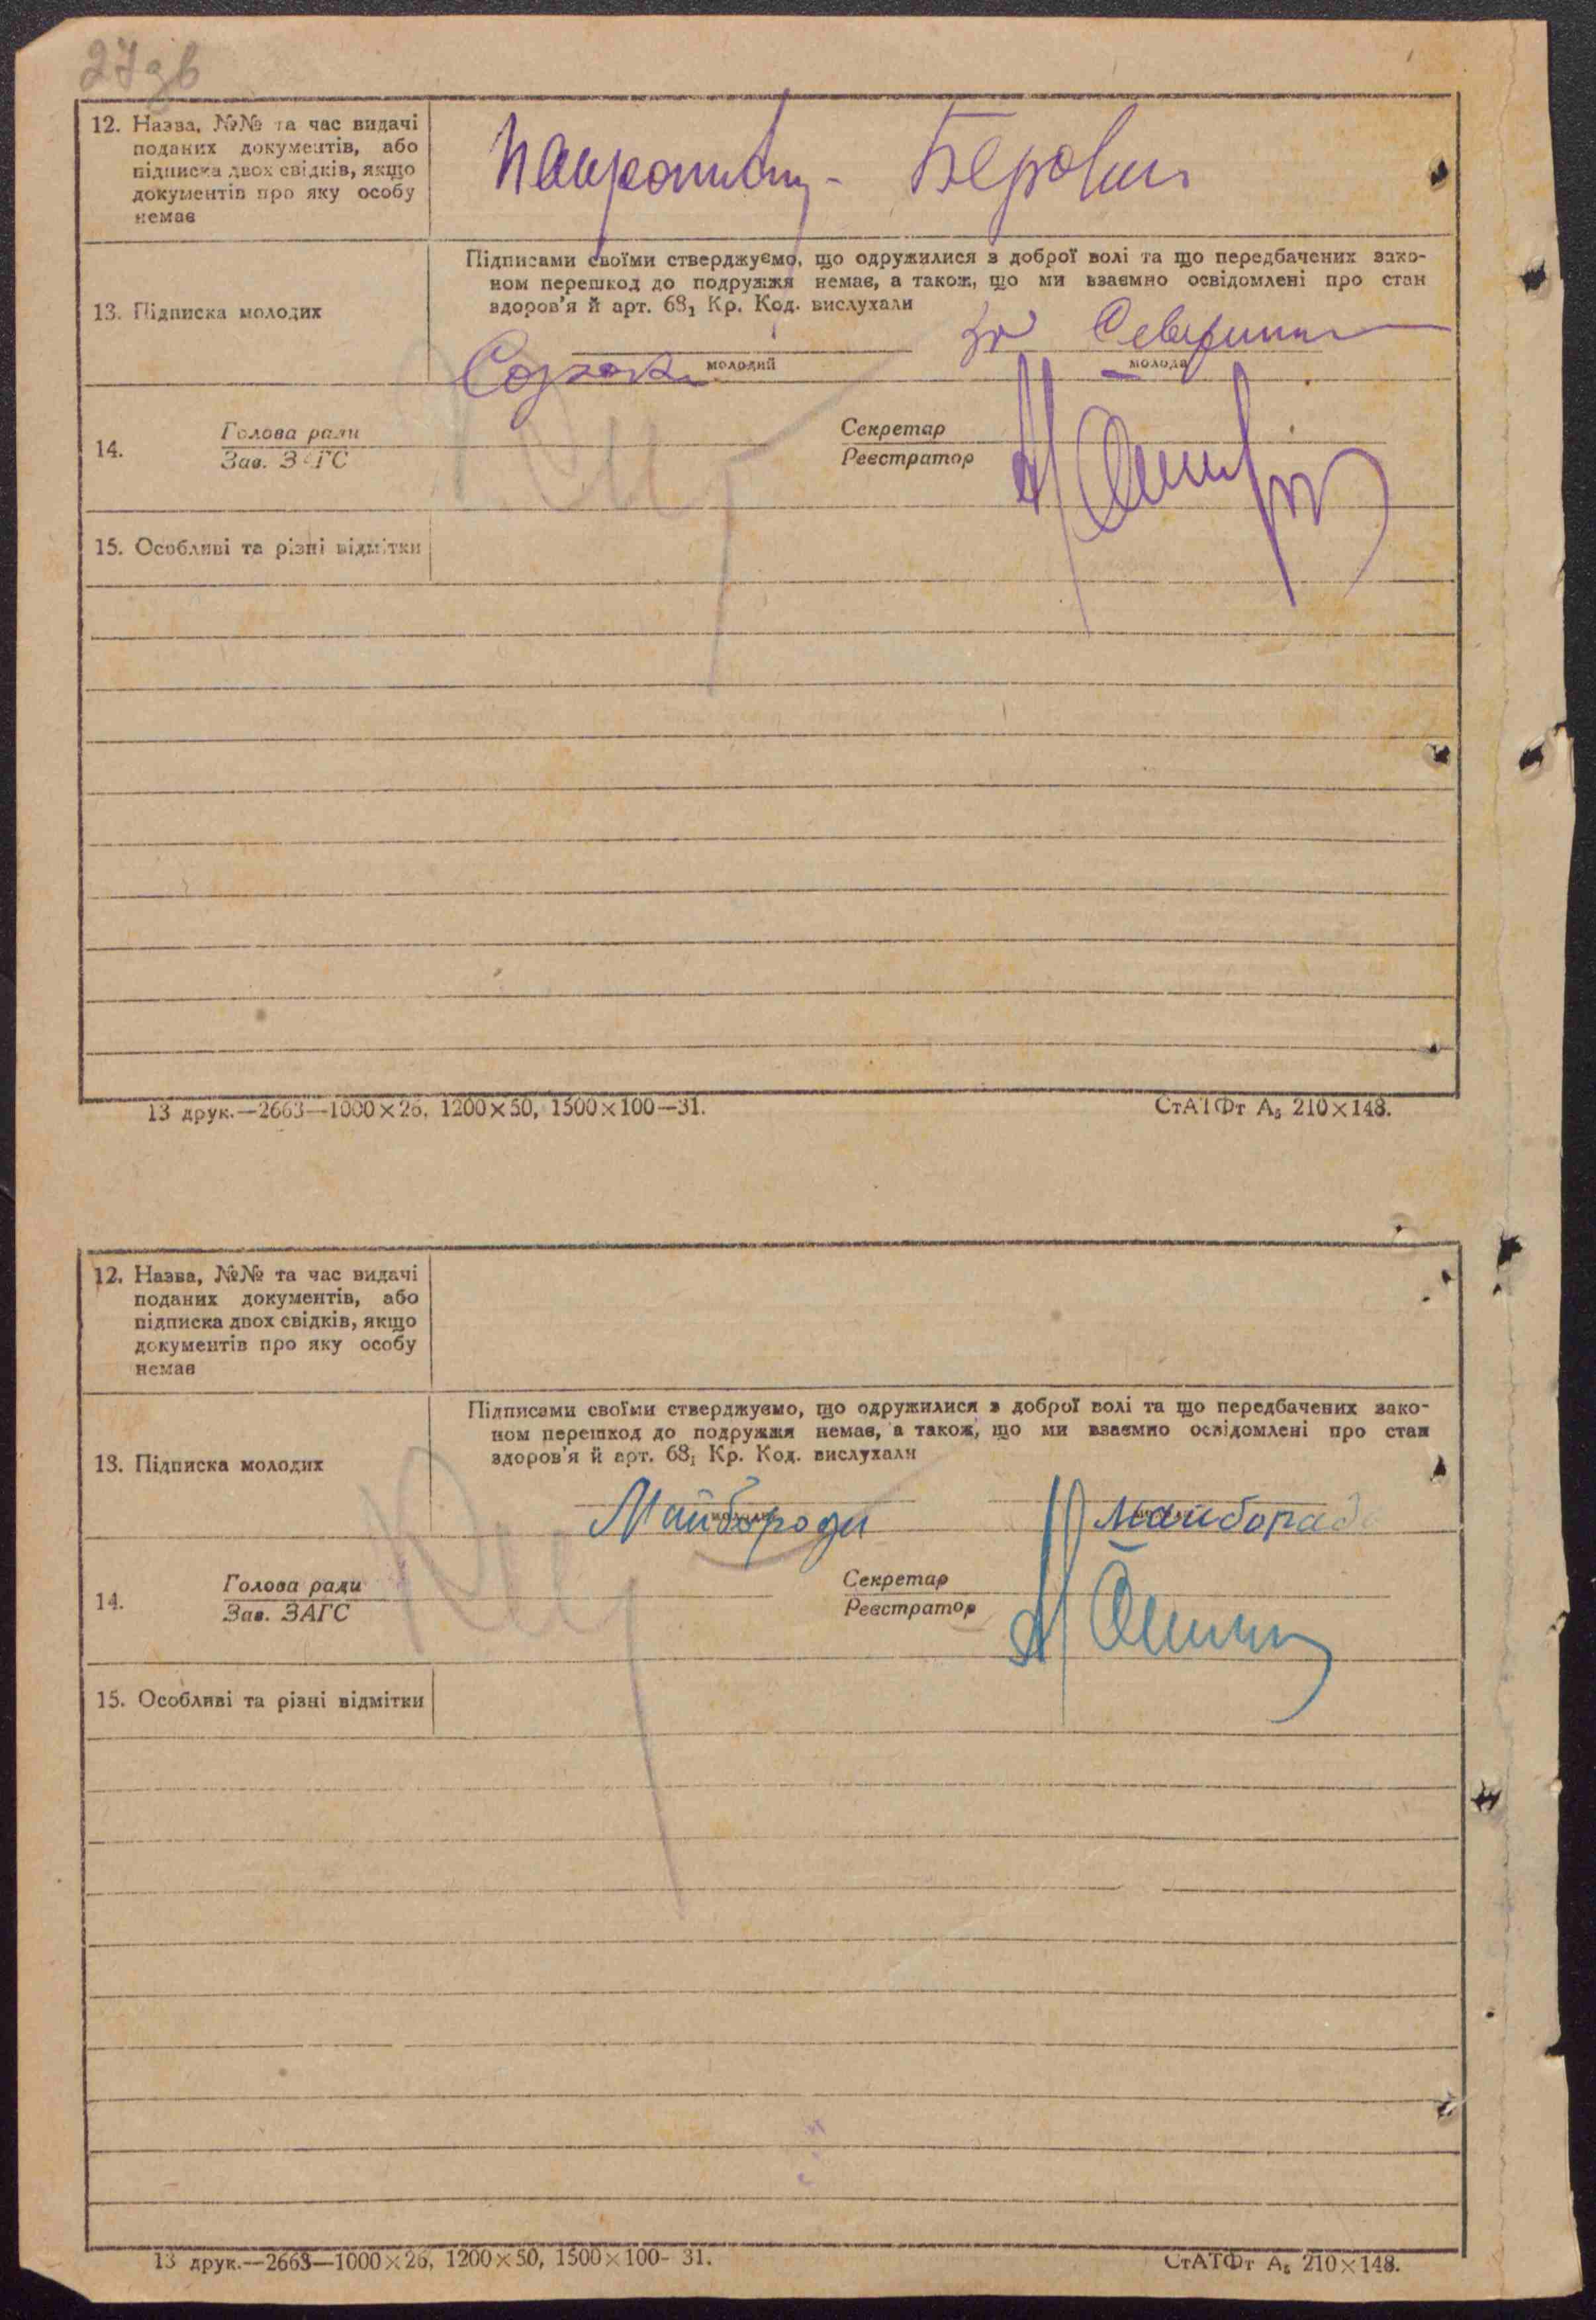 27зв
12. Назва, №№ та час видачі
поданих документів, або
підписка двох свідків, якщо
документів про яку особу
немає
13. Підписка молодих
Підписами своїми стверджуємо, що одружилися з доброї волі та що передбачених зако-
ном перешкод до подружжя немає, а також, що ми взаємно освідомлені про стан
здоров'я й арт. 68₁ Кр. Код. вислухали
молодий
молода
14.
Голова ради
Зав. ЗАГС
Секретар
Реєстратор
15. Особливі та різні відмітки
13 друк.—2663—1000×26, 1200×50, 1500×100—31.
СтАТФт А₅ 210×148.
12. Назва, №№ та час видачі
поданих документів, або
підписка двох свідків, якщо
документів про яку особу
немає
13. Підписка молодих
Підписами своїми стверджуємо, що одружилися з доброї волі та що передбачених зако-
ном перешкод до подружжя немає, а також, що ми взаємно освідомлені про стан
здоров'я й арт. 68₁ Кр. Код. вислухали
Майборода Майборода
14.
Голова ради
Зав. ЗАГС
Секретар
Реєстратор
15. Особливі та різні відмітки
13 друк.—2663—1000×26, 1200×50, 1500×100- 31.
СтАТФт А₅ 210×148.